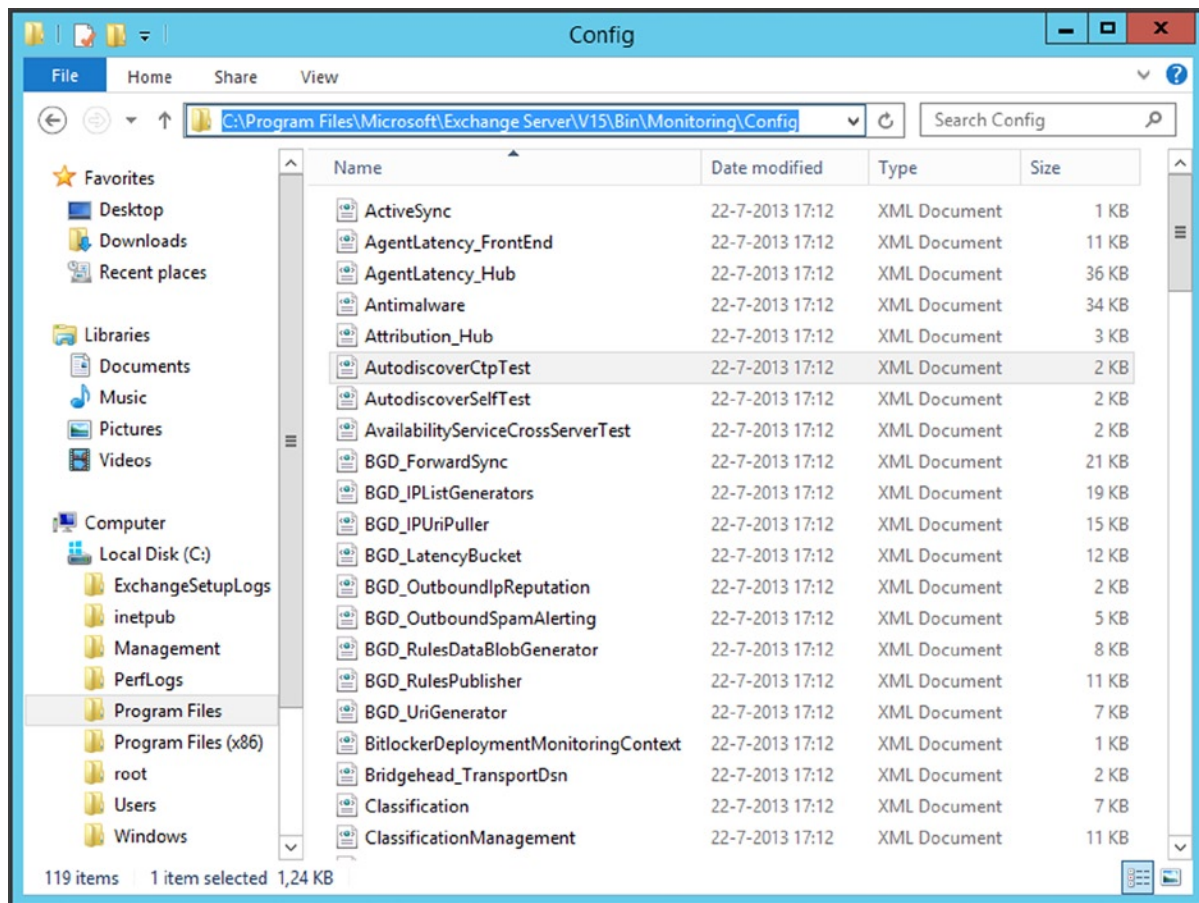 Config
File Home Share View
C:\Program Files\Microsoft\Exchange Server\V15\Bin\Monitoring\Config Search Config
Favorites
Desktop
Downloads
Recent places
Libraries
Documents
Music
Pictures
Videos
Computer
Local Disk (C:)
ExchangeSetupLogs
inetpub
Management
PerfLogs
Program Files
Program Files (x86)
root
Users
Windows
Name Date modified Type Size
ActiveSync 22-7-2013 17:12 XML Document 1 KB
AgentLatency_FrontEnd 22-7-2013 17:12 XML Document 11 KB
AgentLatency_Hub 22-7-2013 17:12 XML Document 36 KB
Antimalware 22-7-2013 17:12 XML Document 34 KB
Attribution_Hub 22-7-2013 17:12 XML Document 3 KB
AutodiscoverCtpTest 22-7-2013 17:12 XML Document 2 KB
AutodiscoverSelfTest 22-7-2013 17:12 XML Document 2 KB
AvailabilityServiceCrossServerTest 22-7-2013 17:12 XML Document 2 KB
BGD_ForwardSync 22-7-2013 17:12 XML Document 21 KB
BGD_IPListGenerators 22-7-2013 17:12 XML Document 19 KB
BGD_IPUriPuller 22-7-2013 17:12 XML Document 15 KB
BGD_LatencyBucket 22-7-2013 17:12 XML Document 12 KB
BGD_OutboundIpReputation 22-7-2013 17:12 XML Document 2 KB
BGD_OutboundSpamAlerting 22-7-2013 17:12 XML Document 5 KB
BGD_RulesDataBlobGenerator 22-7-2013 17:12 XML Document 8 KB
BGD_RulesPublisher 22-7-2013 17:12 XML Document 11 KB
BGD_UriGenerator 22-7-2013 17:12 XML Document 7 KB
BitlockerDeploymentMonitoringContext 22-7-2013 17:12 XML Document 1 KB
Bridgehead_TransportDsn 22-7-2013 17:12 XML Document 2 KB
Classification 22-7-2013 17:12 XML Document 7 KB
ClassificationManagement 22-7-2013 17:12 XML Document 11 KB
119 items 1 item selected 1,24 KB